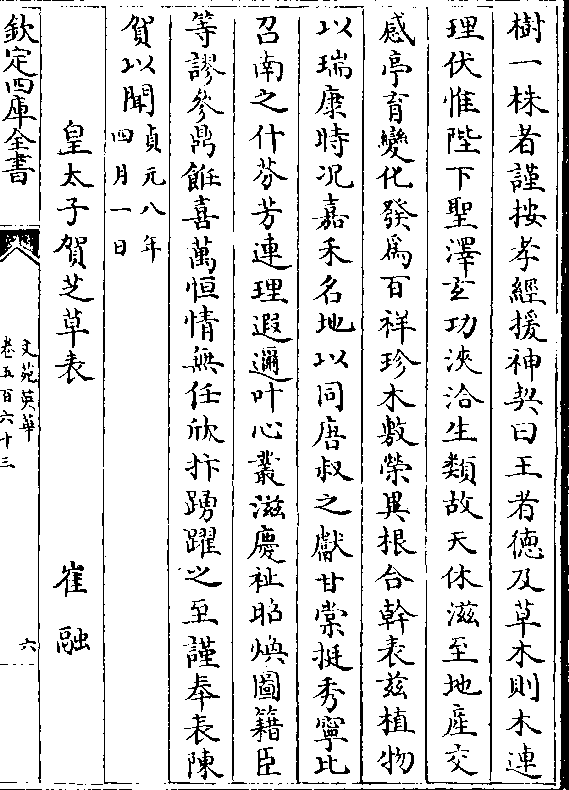 樹一株者謹按孝經援神契曰王者徳及草木則木連
理伏惟陛下聖澤玄功浹洽生類故天休滋至地産交
感亭育變化發爲百祥珍木敷榮異根合幹表兹植物
以瑞康時况嘉禾名地以同唐叔之獻甘棠挺秀寧比
召南之什芬芳連理遐邇叶心叢滋慶祉昭煥圖籍臣
等謬參鼎餁喜萬恒情無任欣抃踴躍之至謹奉表陳
賀以聞貞元八年
四月一日
皇太子賀芝草表 崔融
欽定四庫全書
文苑英華
卷五百六十三
六